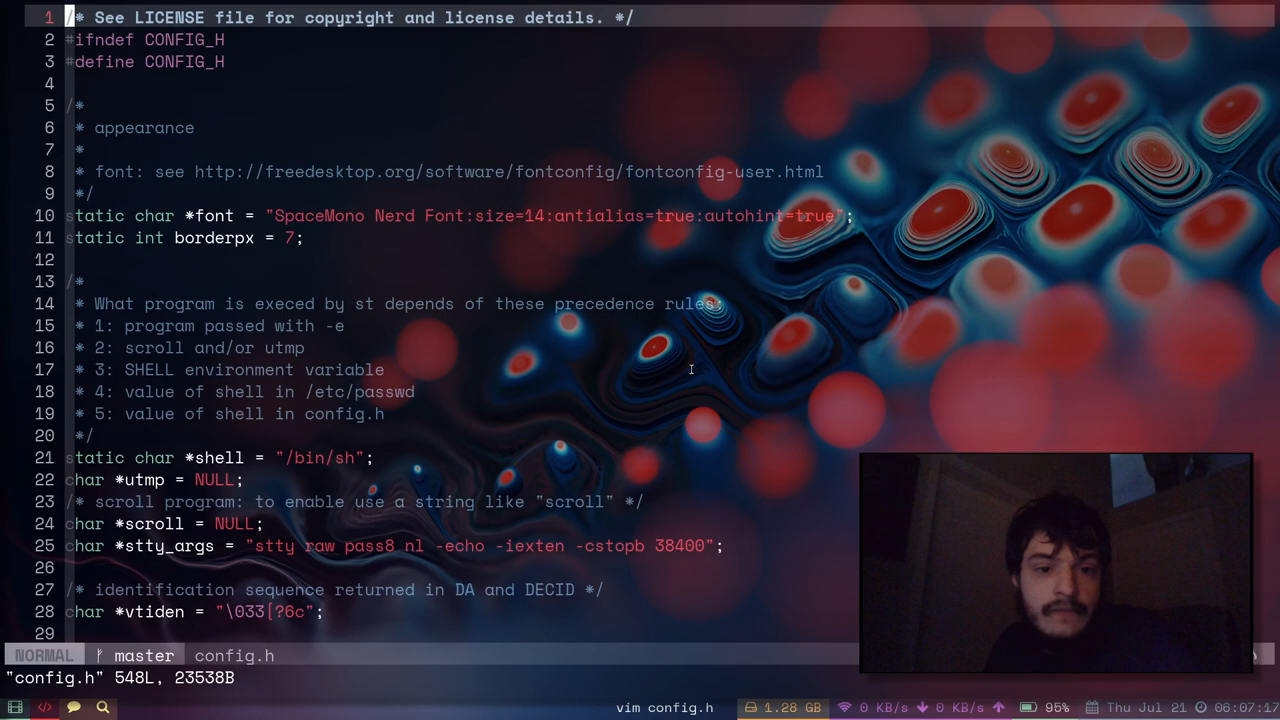 1 /* See LICENSE file for copyright and license details. */
2 #ifndef CONFIG_H
3 #define CONFIG_H
4
5 /*
6  * appearance
7  *
8  * font: see http://freedesktop.org/software/fontconfig/fontconfig-user.html
9  */
10 static char *font = "SpaceMono Nerd Font:size=14:antialias=true:autohint=true";
11 static int borderpx = 7;
12
13 /*
14  * What program is execed by st depends of these precedence rules:
15  * 1: program passed with -e
16  * 2: scroll and/or utmp
17  * 3: SHELL environment variable
18  * 4: value of shell in /etc/passwd
19  * 5: value of shell in config.h
20  */
21 static char *shell = "/bin/sh";
22 char *utmp = NULL;
23 /* scroll program: to enable use a string like "scroll" */
24 char *scroll = NULL;
25 char *stty_args = "stty raw pass8 nl -echo -iexten -cstopb 38400";
26
27 /* identification sequence returned in DA and DECID */
28 char *vtiden = "\033[?6c";
29
NORMAL master config.h
"config.h" 548L, 23538B
</> vim config.h 1.28 GB 0 KB/s 0 KB/s 95% Thu Jul 21 06:07:17